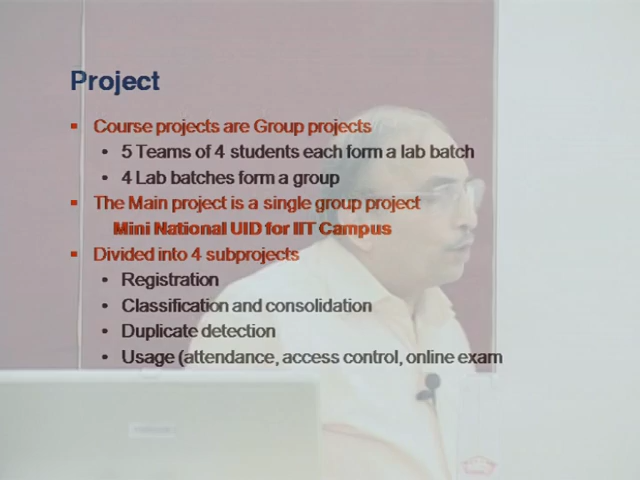 Project
Course projects are Group projects
5 Teams of 4 students each form a lab batch
4 Lab batches form a group
The Main project is a single group project
Mini National UID for IIT Campus
Divided into 4 subprojects
Registration
Classification and consolidation
Duplicate detection
Usage (attendance, access control, online exam